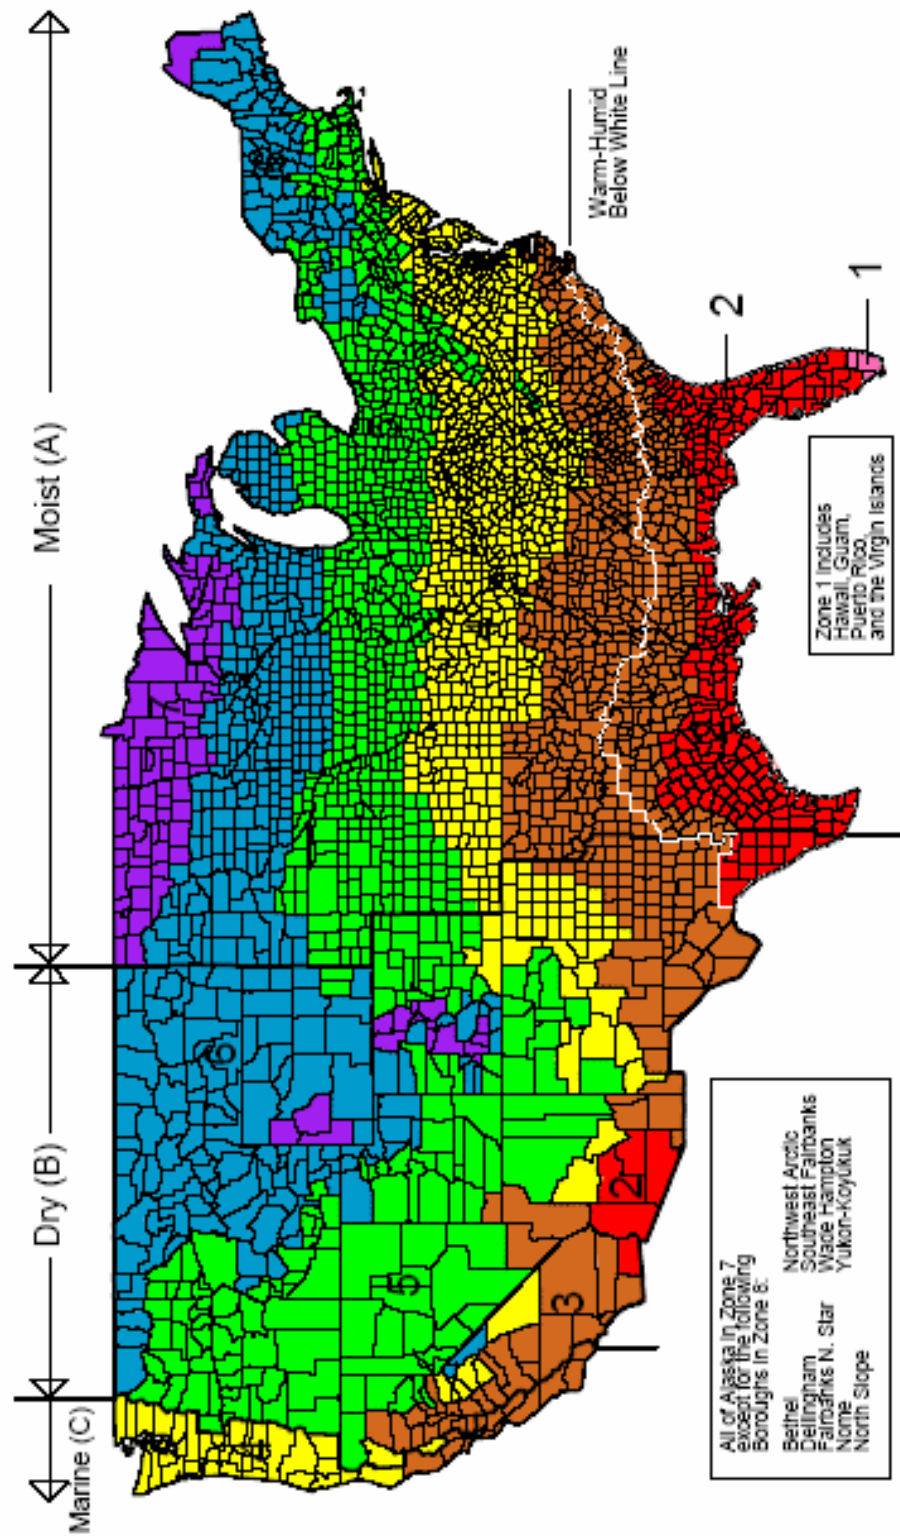 Marine (C)
Dry (B)
Moist (A)
7
6
5
3
2
Warm-Humid
Below White Line
2
1
All of Alaska in Zone 7
except for the following
Boroughs in Zone 8:
Bethel
Dellingham
Fairbanks N. Star
Nome
North Slope
Northwest Arctic
Southeast Fairbanks
Wade Hampton
Yukon-Koyukuk
Zone 1 includes
Hawaii, Guam,
Puerto Rico,
and the Virgin Islands